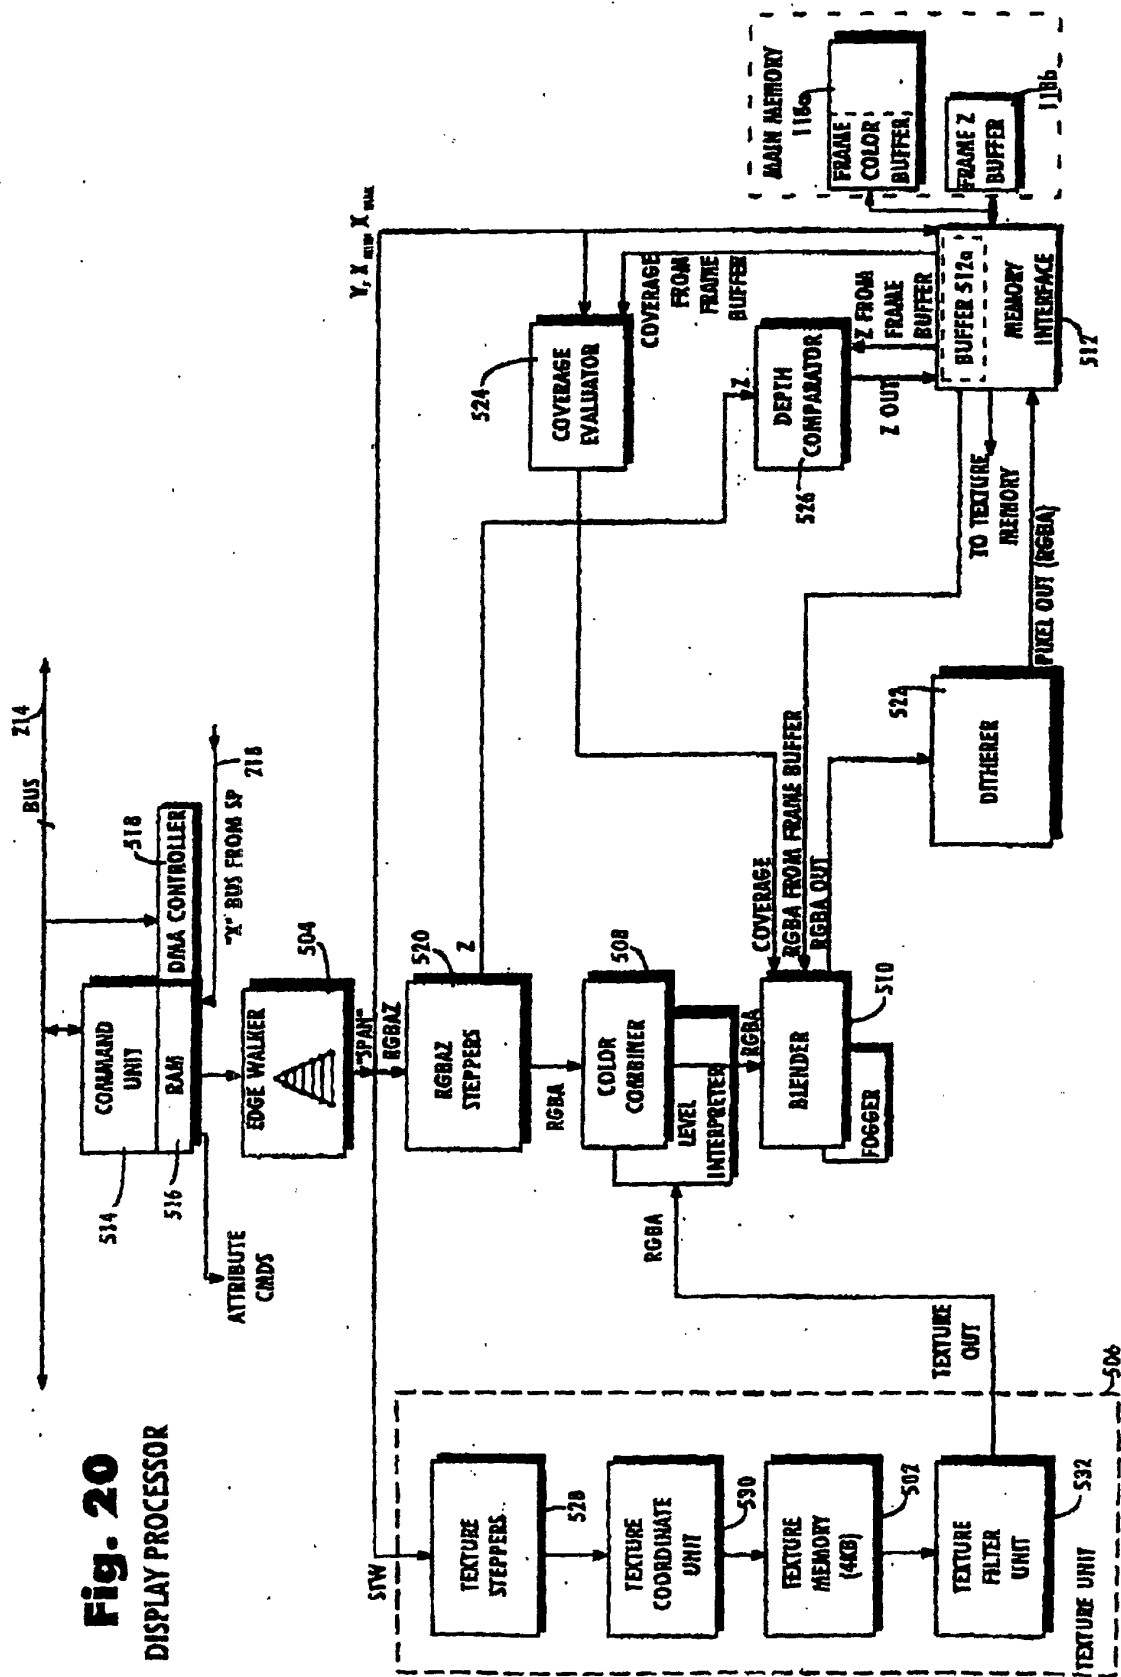 Fig. 20
DISPLAY PROCESSOR
BUS
214
514
COMMAND
UNIT
516
RAM
518
DMA CONTROLLER
"X" BUS FROM SP
218
ATTRIBUTE
CMDS
EDGE WALKER
504
"SPAN"
STW
RGBAZ
Y, X MIN, X MAX
TEXTURE
STEPPERS
528
TEXTURE
COORDINATE
UNIT
530
TEXTURE
MEMORY
(4KB)
502
TEXTURE
FILTER
UNIT
532
TEXTURE UNIT
506
TEXTURE
OUT
RGBA
RGBAZ
STEPPERS
520
Z
RGBA
COLOR
COMBINER
508
LEVEL
INTERPRETER
RGBA
BLENDER
510
FOGGER
COVERAGE
RGBA FROM FRAME BUFFER
RGBA OUT
522
DITHERER
PIXEL OUT (RGBA)
524
COVERAGE
EVALUATOR
COVERAGE
FROM
FRAME
BUFFER
Z
DEPTH
COMPARATOR
526
Z FROM
FRAME
BUFFER
Z OUT
TO TEXTURE
MEMORY
BUFFER 512a
MEMORY
INTERFACE
512
MAIN MEMORY
118a
FRAME
COLOR
BUFFER
FRAME Z
BUFFER
118b